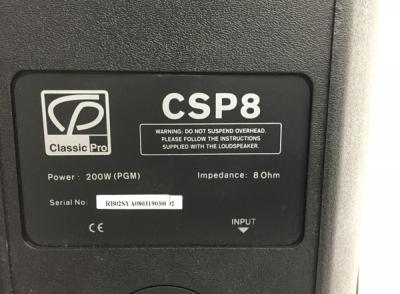 CSP8
Classic Pro
WARNING: DO NOT SUSPEND OVERHEAD.
PLEASE FOLLOW THE INSTRUCTIONS
SUPPLIED WITH THE LOUDSPEAKER.
Power : 200W (PGM)
Impedance: 8 Ohm
Serial No:
INPUT
CE